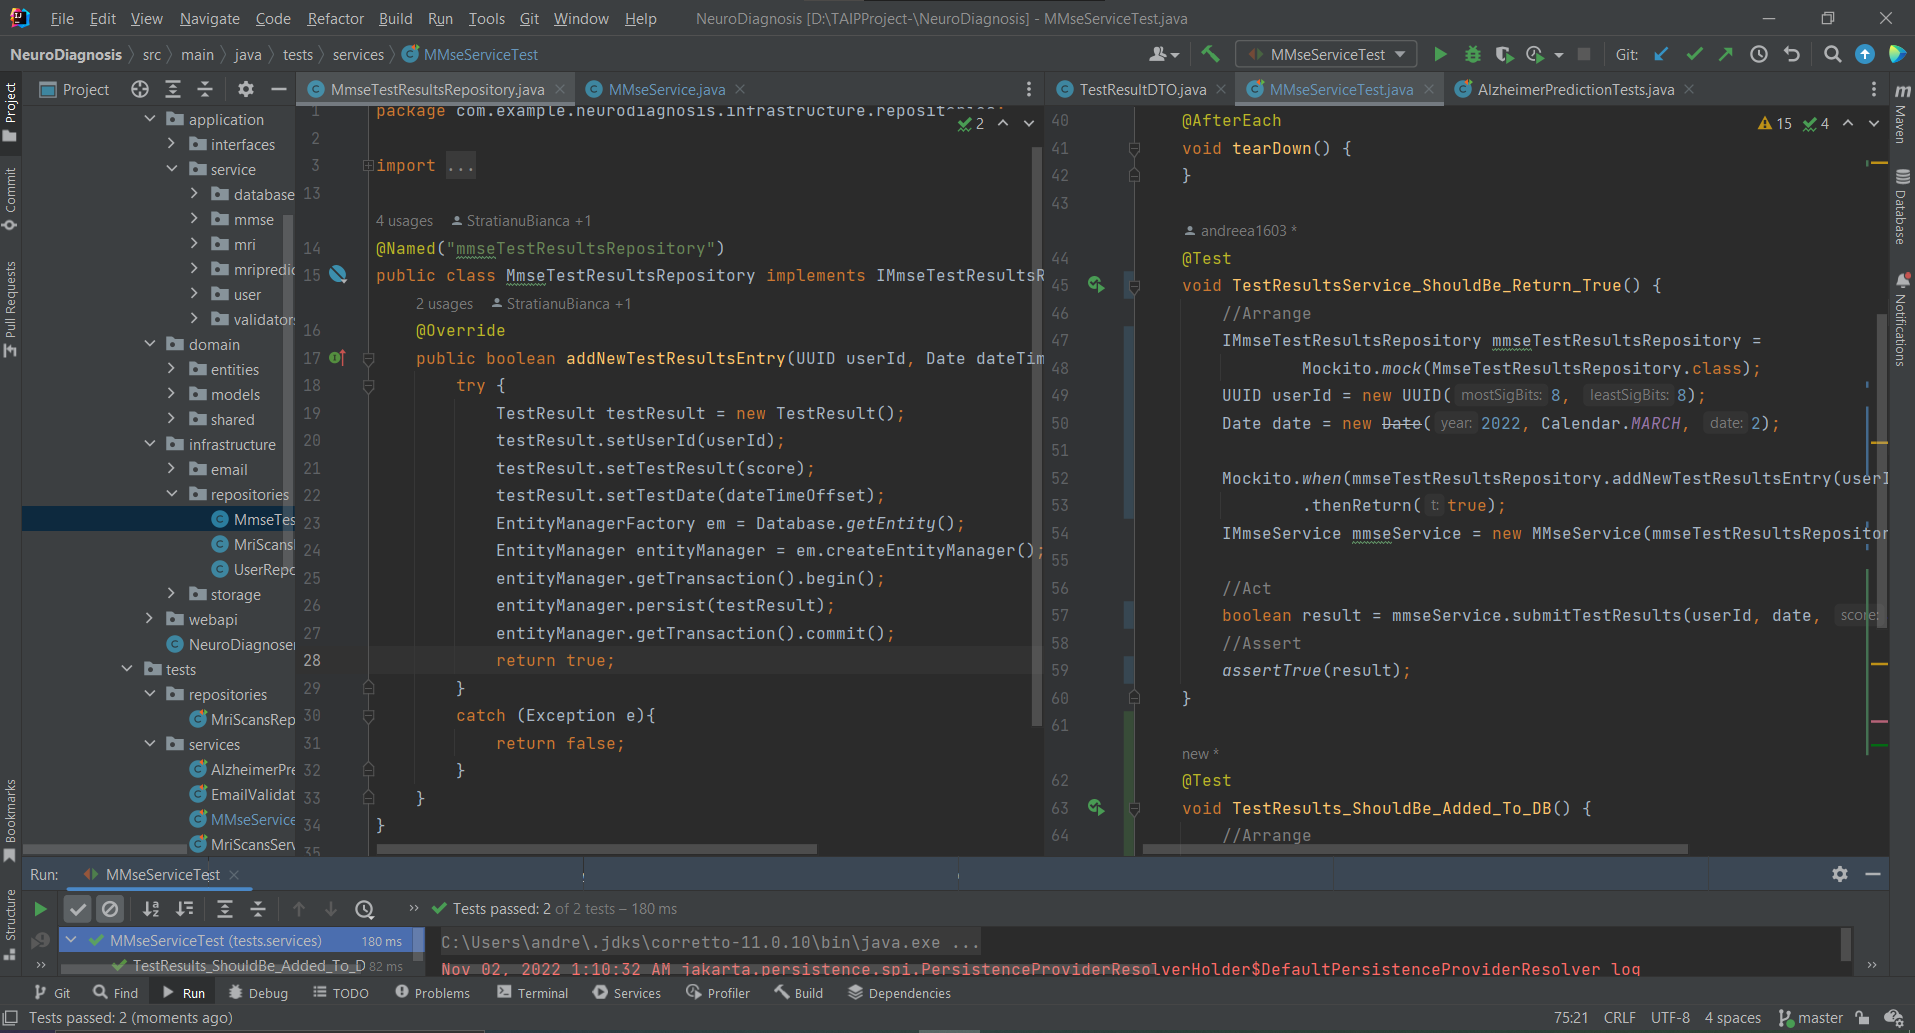 File Edit View Navigate Code Refactor Build Run Tools Git Window Help NeuroDiagnosis [D:\TAIPProject-\NeuroDiagnosis] - MMseServiceTest.java
NeuroDiagnosis src main java tests services MMseServiceTest MMseServiceTest Git:
Project
Commit
Pull Requests
Bookmarks
Structure
Project
application
interfaces
service
database
mmse
mri
mripredic
user
validator
domain
entities
models
shared
infrastructure
email
repositories
MmseTes
MriScans
UserRepo
storage
webapi
NeuroDiagnoser
tests
repositories
MriScansRep
services
AlzheimerPre
EmailValidat
MMseService
MriScansServ
MmseTestResultsRepository.java MMseService.java
2
1 package com.example.neurodiagnosis.infrastructure.repositories;
2
3 import ...
13
4 usages StratianuBianca +1
14 @Named("mmseTestResultsRepository")
15 public class MmseTestResultsRepository implements IMmseTestResultsR
2 usages StratianuBianca +1
16 @Override
17 public boolean addNewTestResultsEntry(UUID userId, Date dateTim
18 try {
19 TestResult testResult = new TestResult();
20 testResult.setUserId(userId);
21 testResult.setTestResult(score);
22 testResult.setTestDate(dateTimeOffset);
23 EntityManagerFactory em = Database.getEntity();
24 EntityManager entityManager = em.createEntityManager();
25 entityManager.getTransaction().begin();
26 entityManager.persist(testResult);
27 entityManager.getTransaction().commit();
28 return true;
29 }
30 catch (Exception e){
31 return false;
32 }
33 }
34 }
35
TestResultDTO.java MMseServiceTest.java AlzheimerPredictionTests.java
15 4
40 @AfterEach
41 void tearDown() {
42 }
43
andreea1603 *
44 @Test
45 void TestResultsService_ShouldBe_Return_True() {
46 //Arrange
47 IMmseTestResultsRepository mmseTestResultsRepository =
48 Mockito.mock(MmseTestResultsRepository.class);
49 UUID userId = new UUID( mostSigBits: 8, leastSigBits: 8);
50 Date date = new Date( year: 2022, Calendar.MARCH, date: 2);
51
52 Mockito.when(mmseTestResultsRepository.addNewTestResultsEntry(userI
53 .thenReturn( t: true);
54 IMmseService mmseService = new MMseService(mmseTestResultsRepositor
55
56 //Act
57 boolean result = mmseService.submitTestResults(userId, date, score:
58 //Assert
59 assertTrue(result);
60 }
61
new *
62 @Test
63 void TestResults_ShouldBe_Added_To_DB() {
64 //Arrange
Maven
Database
Notifications
Run: MMseServiceTest
Tests passed: 2 of 2 tests – 180 ms
MMseServiceTest (tests.services) 180 ms
TestResults_ShouldBe_Added_To_D 82 ms
C:\Users\andre\.jdks\corretto-11.0.10\bin\java.exe ...
Nov 02, 2022 1:10:32 AM jakarta.persistence.spi.PersistenceProviderResolverHolder$DefaultPersistenceProviderResolver log
Git Find Run Debug TODO Problems Terminal Services Profiler Build Dependencies
Tests passed: 2 (moments ago) 75:21 CRLF UTF-8 4 spaces master